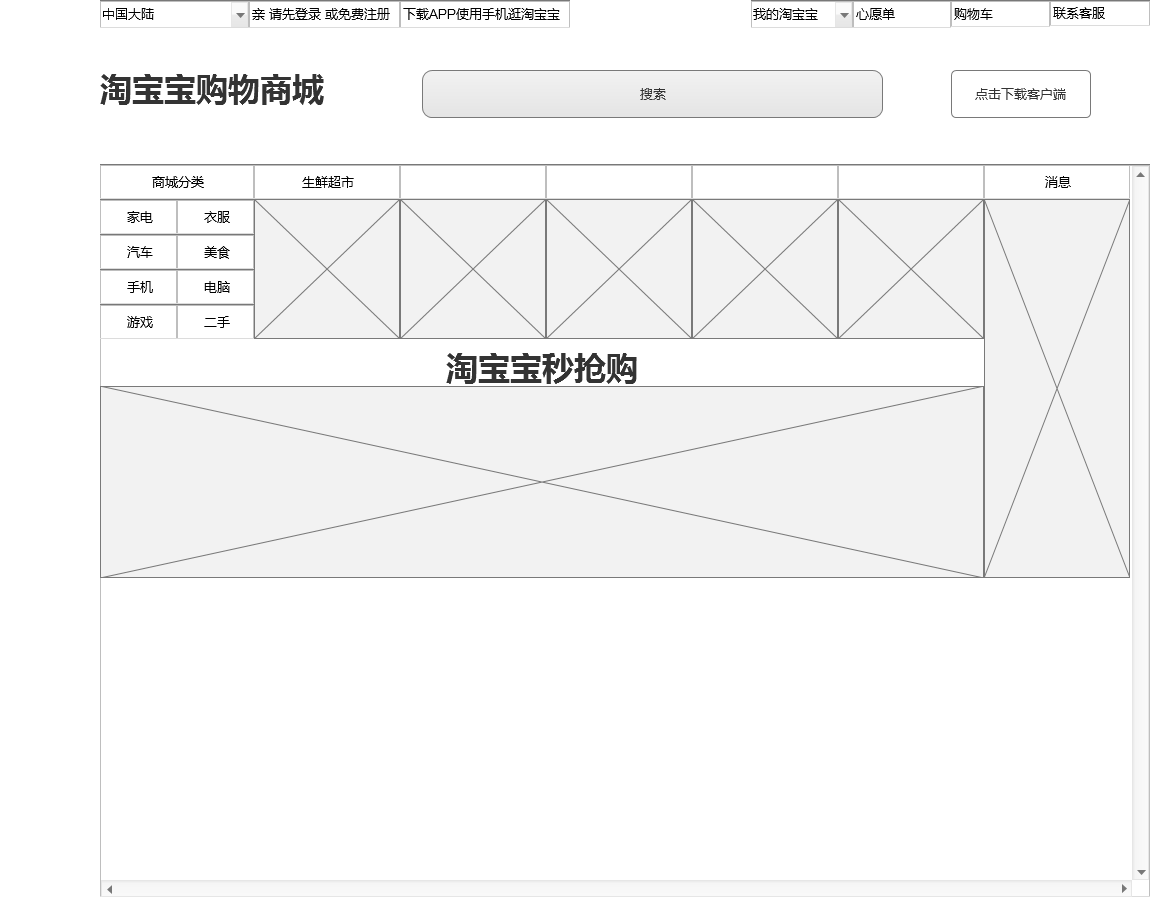 中国大陆 亲 请先登录 或免费注册 下载APP使用手机逛淘宝宝 我的淘宝宝 心愿单 购物车 联系客服
淘宝宝购物商城 搜索 点击下载客户端
商城分类 生鲜超市 消息
家电 衣服
汽车 美食
手机 电脑
游戏 二手
淘宝宝秒抢购